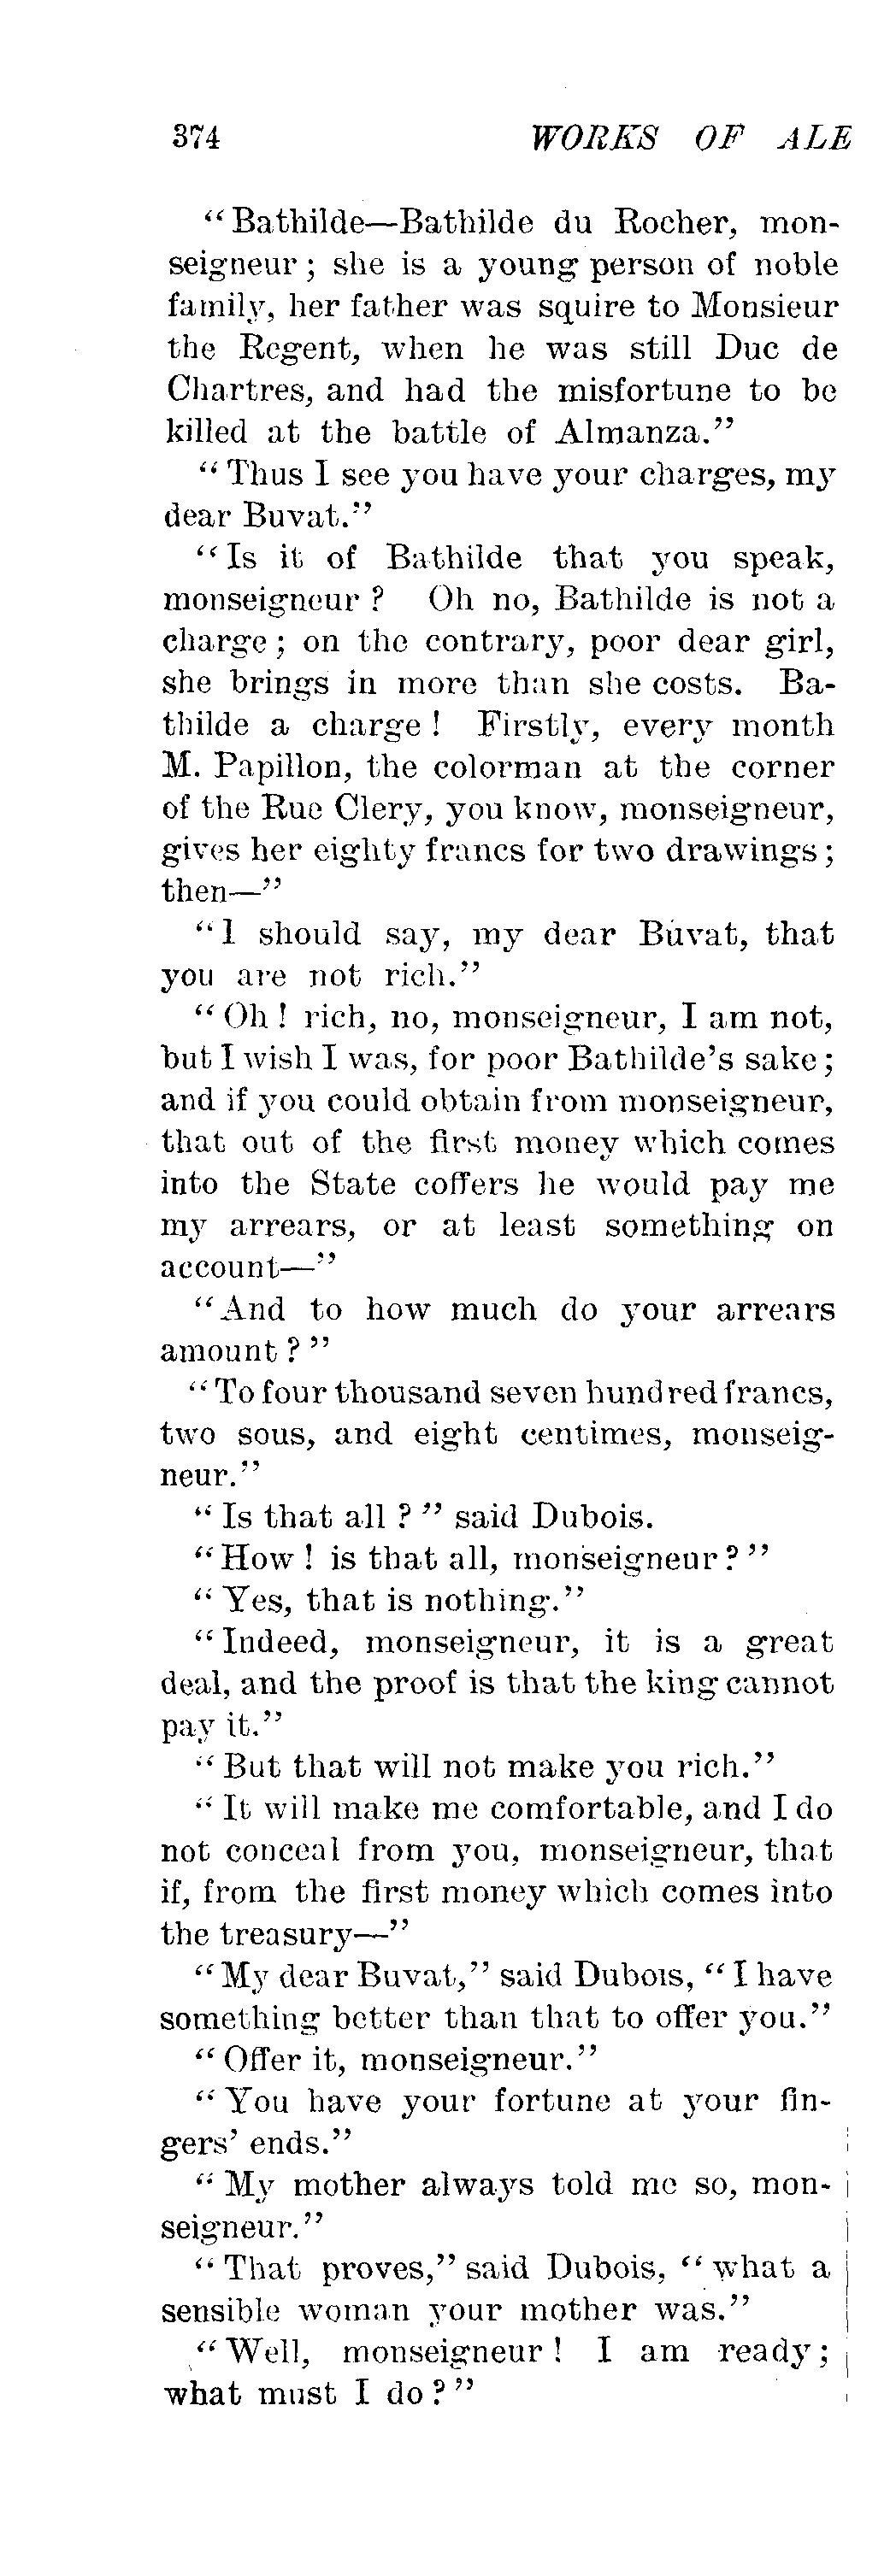 374 WORKS OF ALE
"Bathilde—Bathilde du Rocher, mon-
seigneur; she is a young person of noble
family, her father was squire to Monsieur
the Regent, when he was still Duc de
Chartres, and had the misfortune to be
killed at the battle of Almanza."
"Thus I see you have your charges, my
dear Buvat."
"Is it of Bathilde that you speak,
monseigneur? Oh no, Bathilde is not a
charge; on the contrary, poor dear girl,
she brings in more than she costs. Ba-
thilde a charge! Firstly, every month
M. Papillon, the colorman at the corner
of the Rue Clery, you know, monseigneur,
gives her eighty francs for two drawings;
then—"
"I should say, my dear Buvat, that
you are not rich."
"Oh! rich, no, monseigneur, I am not,
but I wish I was, for poor Bathilde's sake;
and if you could obtain from monseigneur,
that out of the first money which comes
into the State coffers he would pay me
my arrears, or at least something on
account—"
"And to how much do your arrears
amount?"
"To four thousand seven hundred francs,
two sous, and eight centimes, monseig-
neur."
"Is that all?" said Dubois.
"How! is that all, monseigneur?"
"Yes, that is nothing."
"Indeed, monseigneur, it is a great
deal, and the proof is that the king cannot
pay it."
"But that will not make you rich."
"It will make me comfortable, and I do
not conceal from you, monseigneur, that
if, from the first money which comes into
the treasury—"
"My dear Buvat," said Dubois, "I have
something better than that to offer you."
"Offer it, monseigneur."
"You have your fortune at your fin-
gers' ends."
"My mother always told me so, mon-
seigneur."
"That proves," said Dubois, "what a
sensible woman your mother was."
"Well, monseigneur! I am ready;
what must I do?"